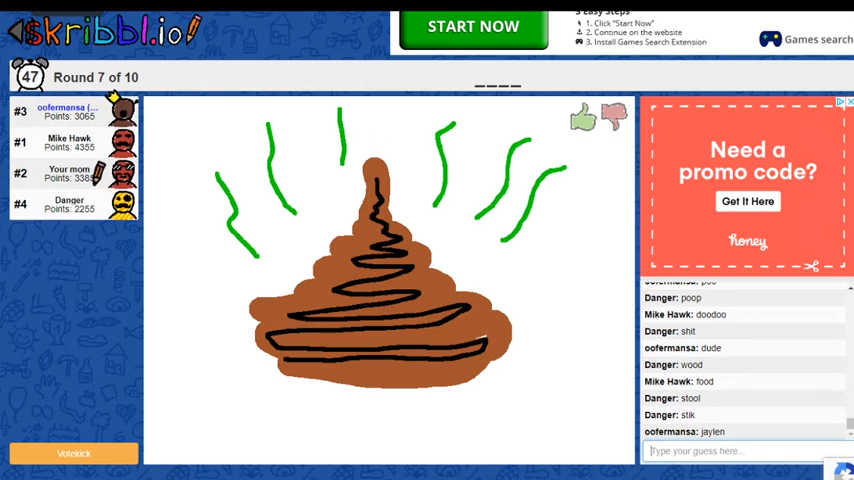 3 Easy Steps
skribbl.io
START NOW
1. Click "Start Now"
2. Continue on the website
3. Install Games Search Extension
Games search
47
Round 7 of 10
____
#3
oofermansa (...
Points: 3065
#1
Mike Hawk
Points: 4355
#2
Your mom
Points: 3385
#4
Danger
Points: 2255
Need a
promo code?
Get It Here
honey
oofermansa: poo
Danger: poop
Mike Hawk: doodoo
Danger: shit
oofermansa: dude
Danger: wood
Mike Hawk: food
Danger: stool
Danger: stik
oofermansa: jaylen
Type your guess here...
Votekick